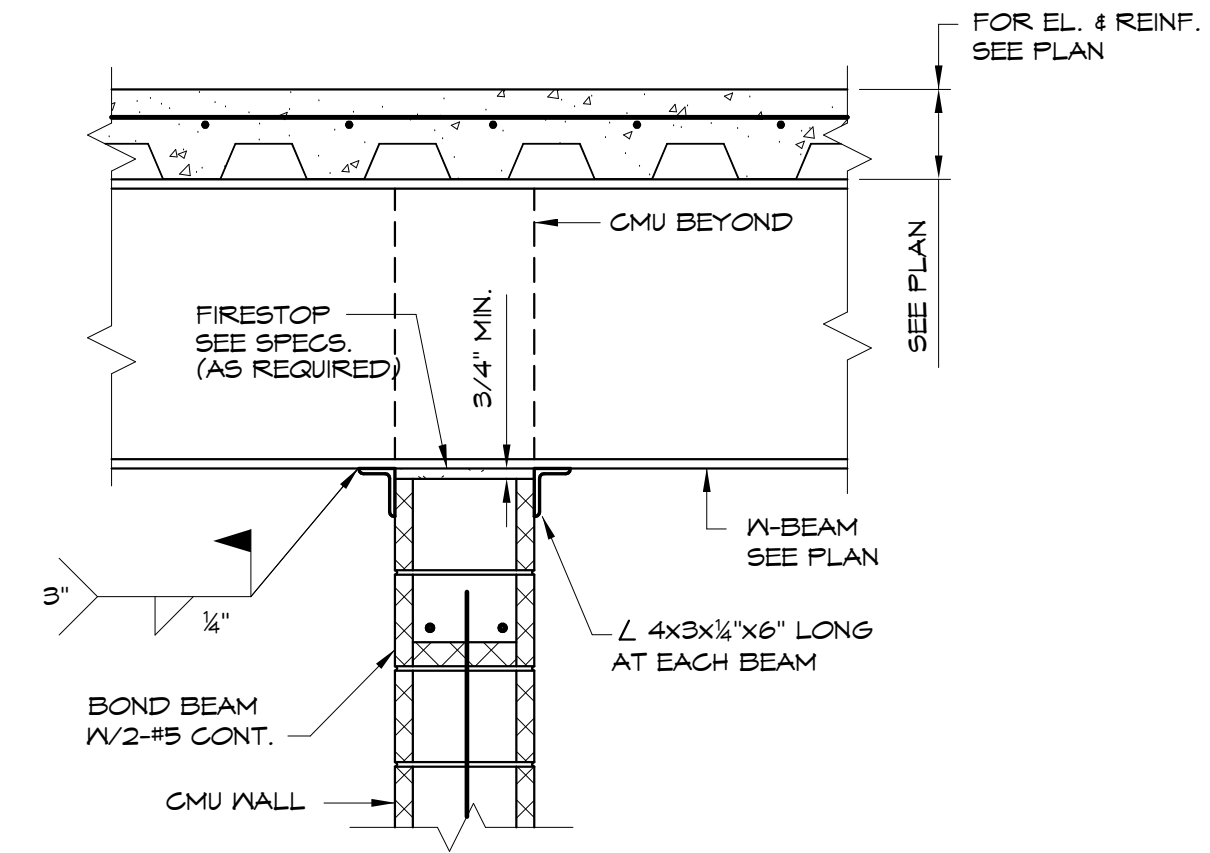 FOR EL. & REINF.
SEE PLAN
CMU BEYOND
SEE PLAN
FIRESTOP
SEE SPECS.
(AS REQUIRED)
3/4" MIN.
W-BEAM
SEE PLAN
3"
¼"
∠ 4x3x¼"x6" LONG
AT EACH BEAM
BOND BEAM
W/2-#5 CONT.
CMU WALL